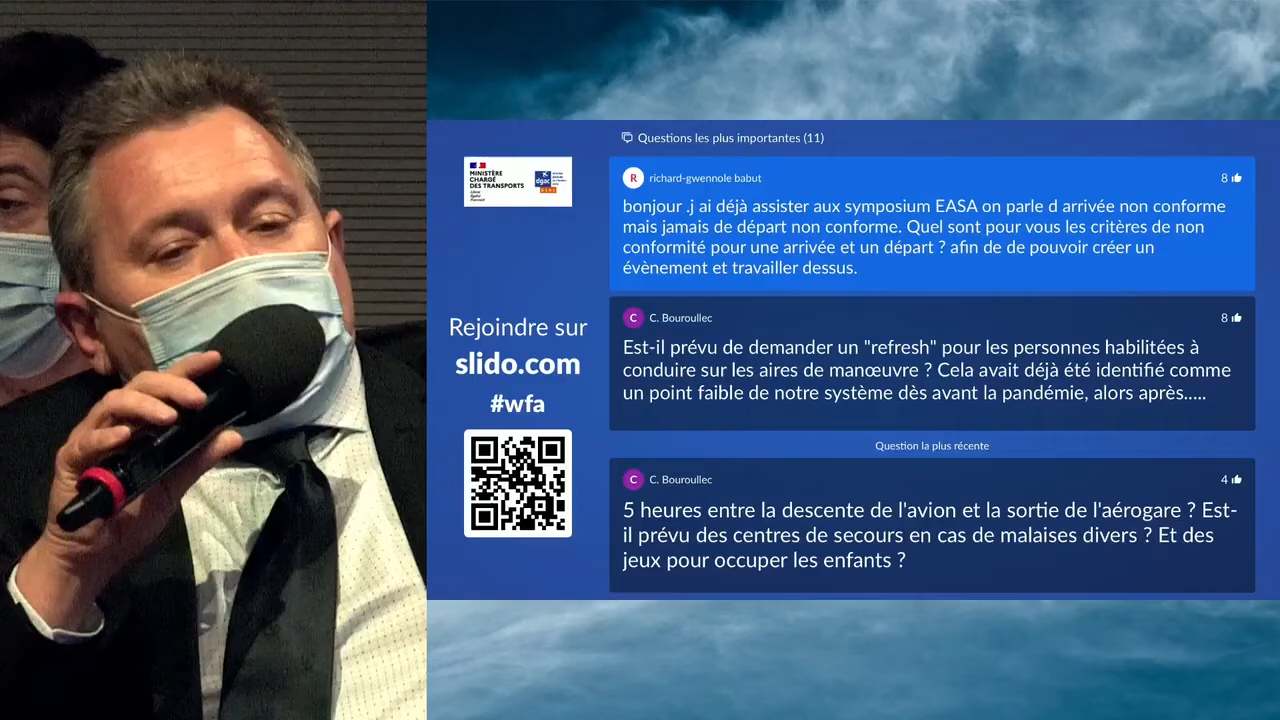 Questions les plus importantes (11)
MINISTÈRE
CHARGÉ
DES TRANSPORTS
Liberté
Égalité
Fraternité
dgac
R richard-gwennole babut 8
bonjour .j ai déjà assister aux symposium EASA on parle d arrivée non conforme
mais jamais de départ non conforme. Quel sont pour vous les critères de non
conformité pour une arrivée et un départ ? afin de de pouvoir créer un
évènement et travailler dessus.
C C. Bouroullec 8
Est-il prévu de demander un "refresh" pour les personnes habilitées à
conduire sur les aires de manœuvre ? Cela avait déjà été identifié comme
un point faible de notre système dès avant la pandémie, alors après.....
Rejoindre sur
slido.com
#wfa
Question la plus récente
C C. Bouroullec 4
5 heures entre la descente de l'avion et la sortie de l'aérogare ? Est-
il prévu des centres de secours en cas de malaises divers ? Et des
jeux pour occuper les enfants ?